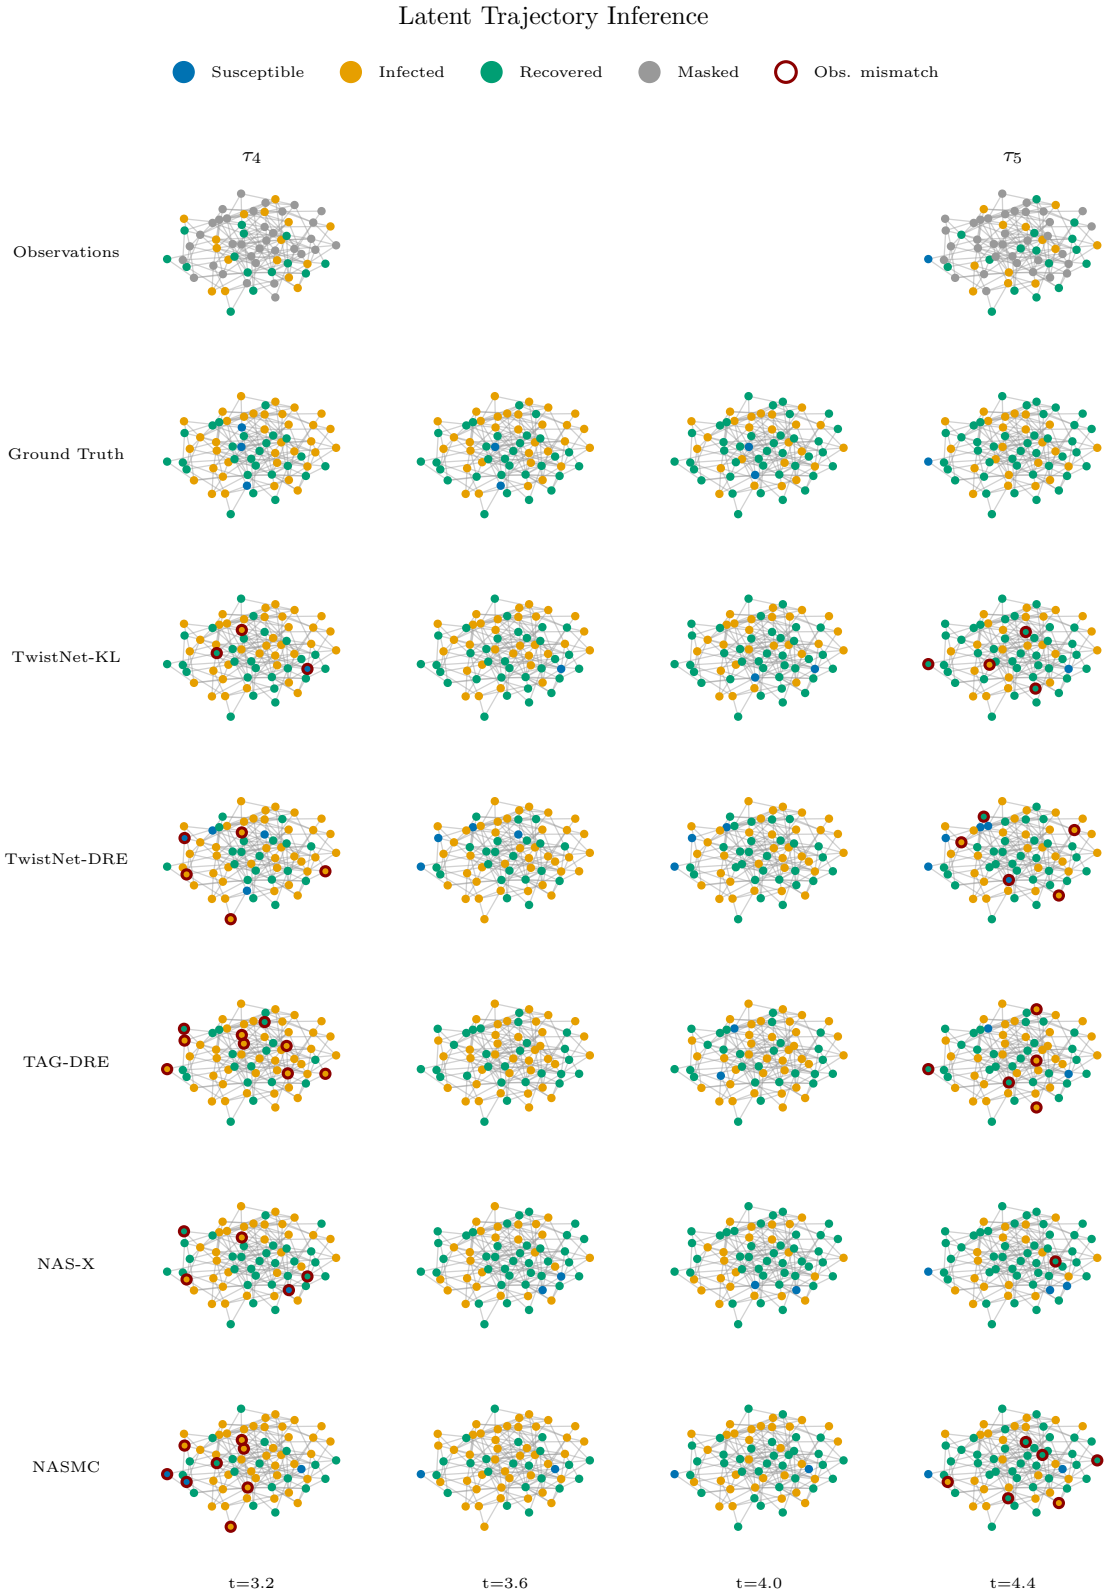 Latent Trajectory Inference
Susceptible Infected Recovered Masked Obs. mismatch
τ4 τ5
Observations
Ground Truth
TwistNet-KL
TwistNet-DRE
TAG-DRE
NAS-X
NASMC
t=3.2 t=3.6 t=4.0 t=4.4